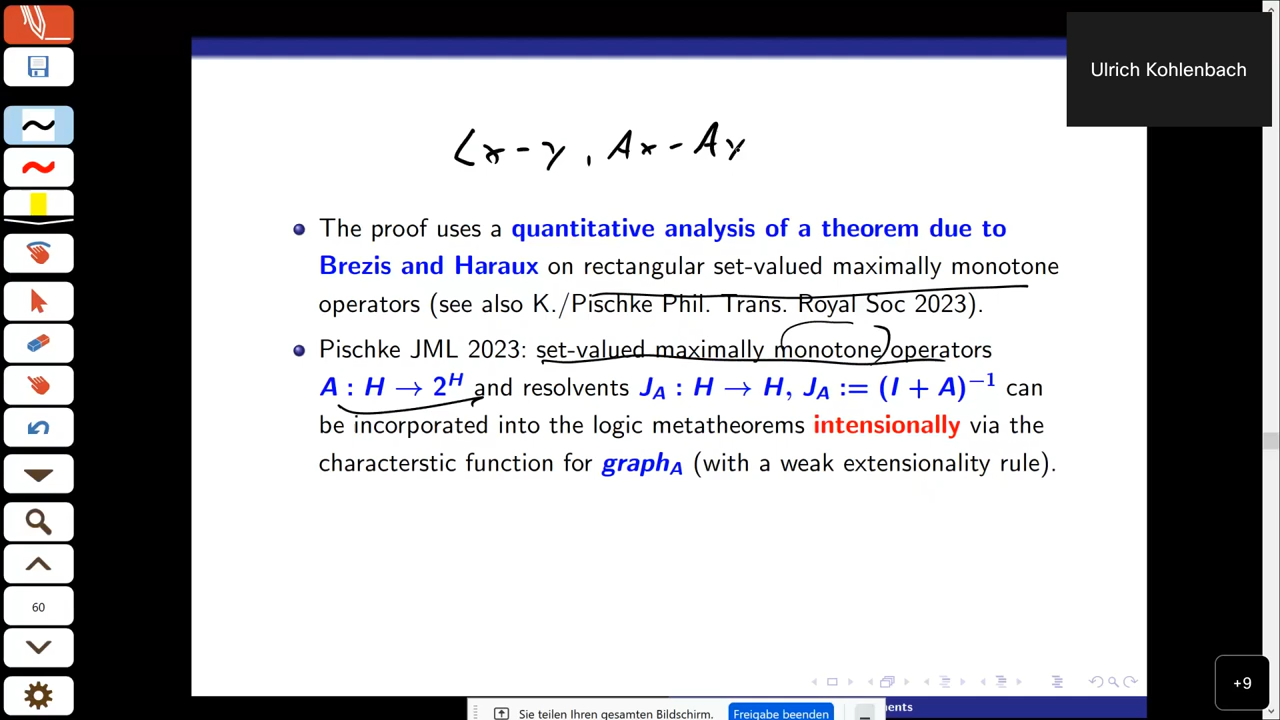 Ulrich Kohlenbach
<x - y , Ax - Ay
The proof uses a quantitative analysis of a theorem due to
Brezis and Haraux on rectangular set-valued maximally monotone
operators (see also K./Pischke Phil. Trans. Royal Soc 2023).
Pischke JML 2023: set-valued maximally monotone operators
A : H → 2^H and resolvents J_A : H → H, J_A := (I + A)^−1 can
be incorporated into the logic metatheorems intensionally via the
characterstic function for graph_A (with a weak extensionality rule).
60
+9
ments
Sie teilen Ihren gesamten Bildschirm. Freigabe beenden